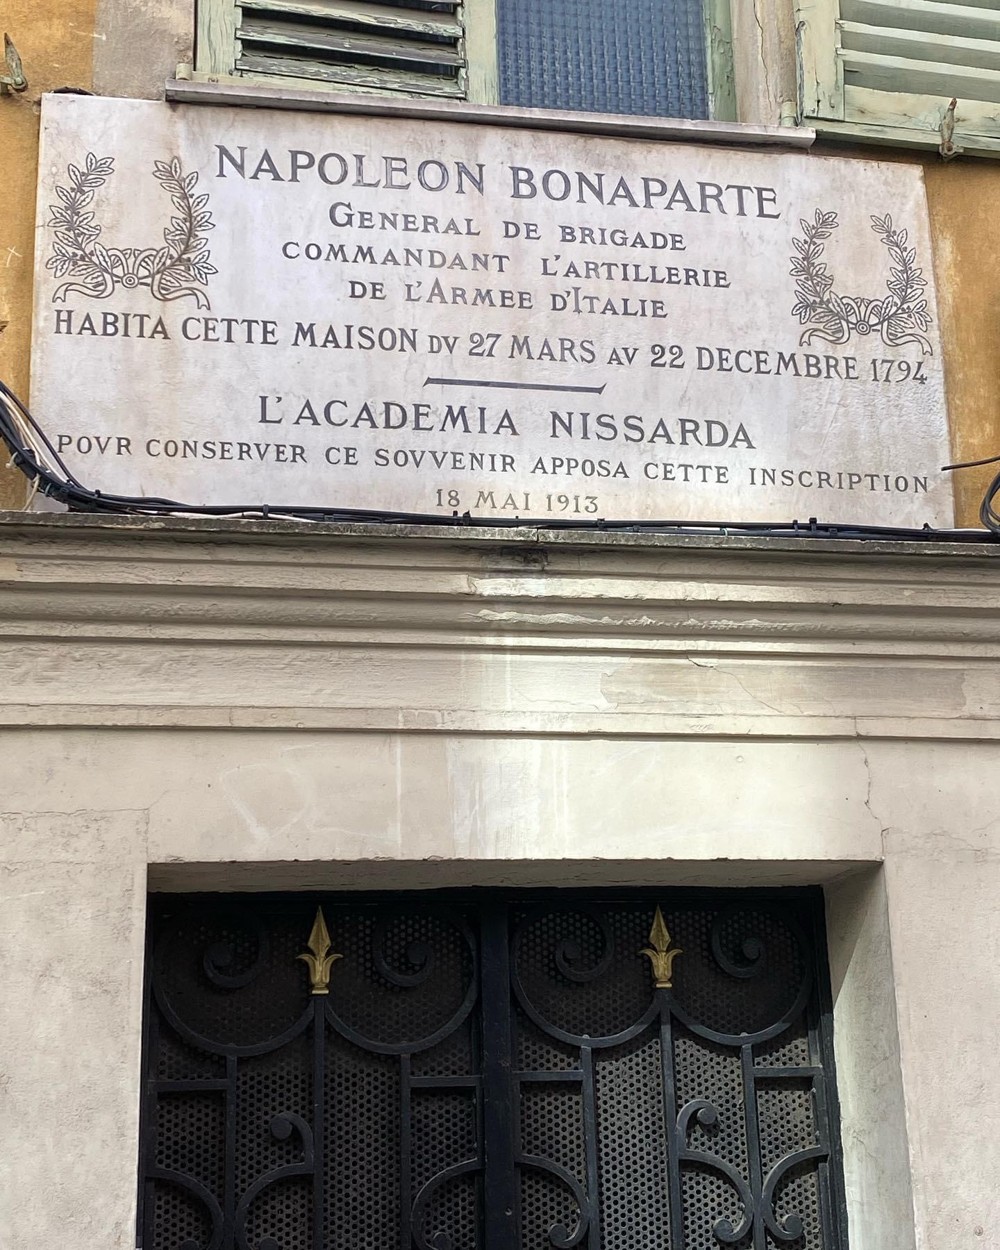 NAPOLEON BONAPARTE
GENERAL DE BRIGADE
COMMANDANT L'ARTILLERIE
DE L'ARMEE D'ITALIE
HABITA CETTE MAISON DV 27 MARS AV 22 DECEMBRE 1794
L'ACADEMIA NISSARDA
POVR CONSERVER CE SOVVENIR APPOSA CETTE INSCRIPTION
18 MAI 1913